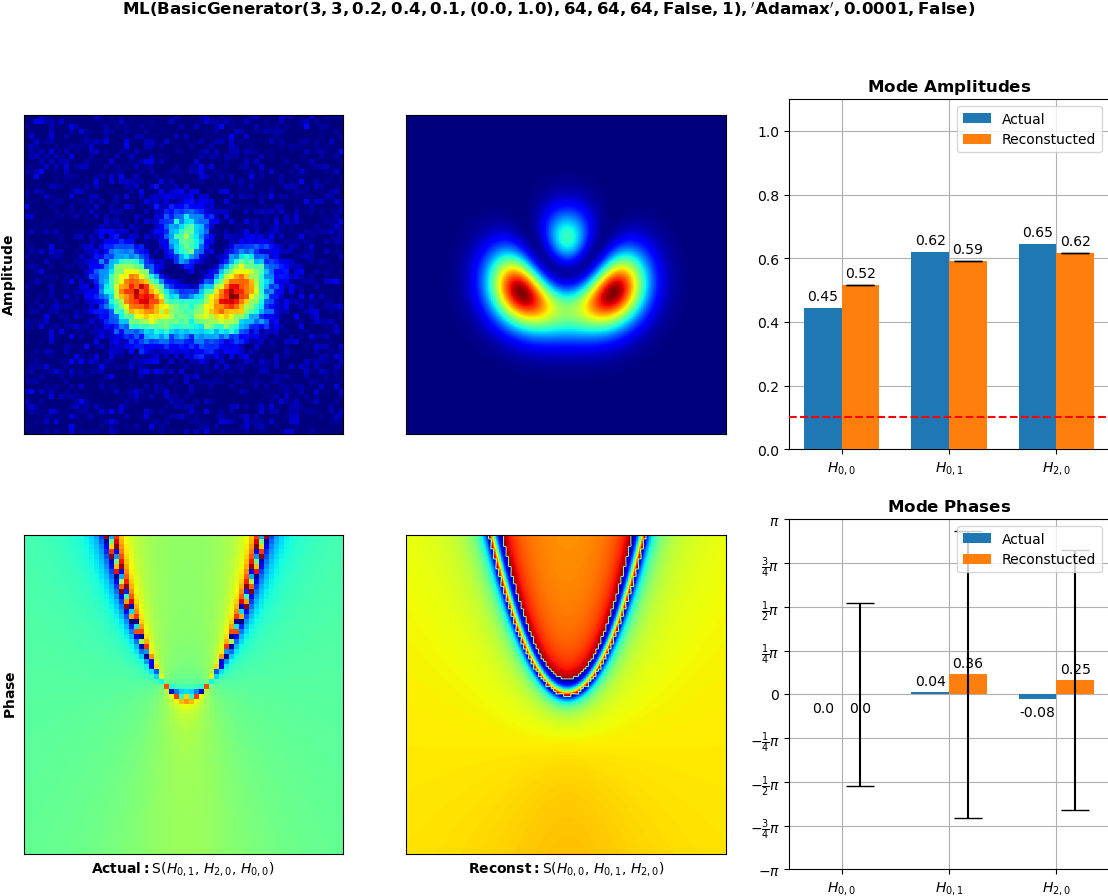 ML(BasicGenerator(3, 3, 0.2, 0.4, 0.1, (0.0, 1.0), 64, 64, 64, False, 1), ′Adamax′, 0.0001, False)
Amplitude
Mode Amplitudes
Actual
Reconstucted
1.0
0.8
0.6
0.4
0.2
0.0
0.45
0.52
0.62
0.59
0.65
0.62
H0,0
H0,1
H2,0
Phase
Actual: S(H0,1, H2,0, H0,0)
Reconst: S(H0,0, H0,1, H2,0)
Mode Phases
Actual
Reconstucted
π
3/4π
1/2π
1/4π
0
−1/4π
−1/2π
−3/4π
−π
0.0
0.0
0.04
0.36
-0.08
0.25
H0,0
H0,1
H2,0